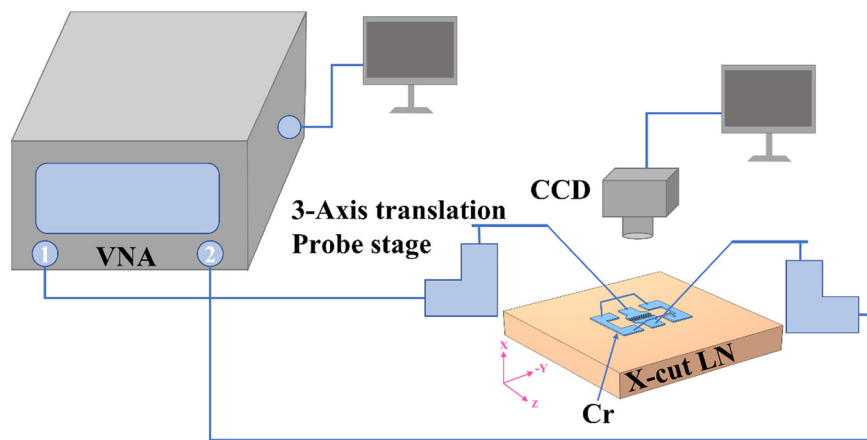 CCD
3-Axis translation
Probe stage
VNA
1
2
X
-Y
Z
X-cut LN
Cr